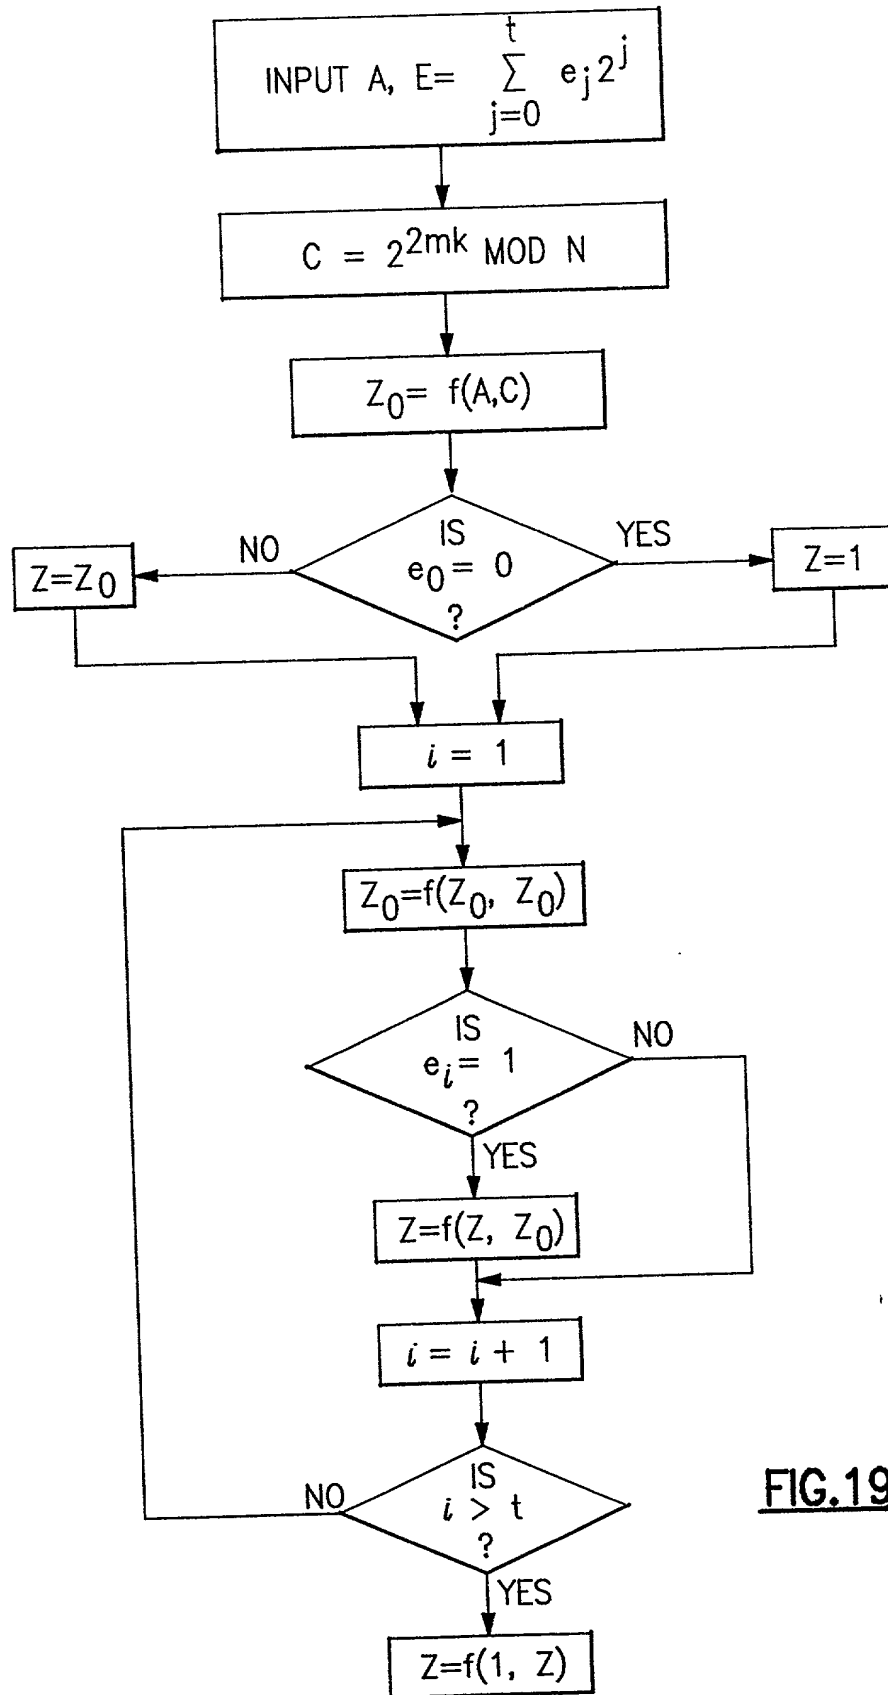 INPUT A, E= t∑j=0 e_j 2^j
C = 2^2mk MOD N
Z_0= f(A,C)
IS
e_0= 0
?
NO
YES
Z=Z_0
Z=1
i = 1
Z_0=f(Z_0, Z_0)
IS
e_i= 1
?
NO
YES
Z=f(Z, Z_0)
i = i + 1
IS
i > t
?
NO
YES
Z=f(1, Z)
FIG.19